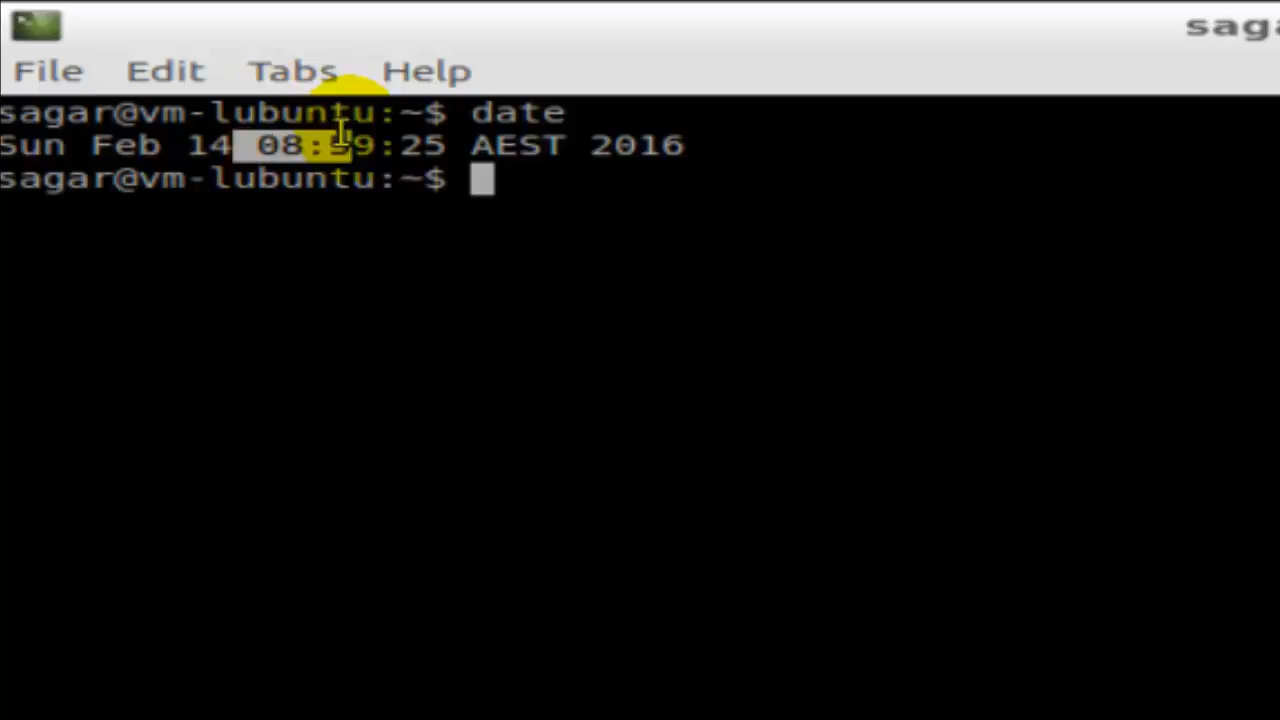 saga
File Edit Tabs Help
sagar@vm-lubuntu:~$ date
Sun Feb 14 08:59:25 AEST 2016
sagar@vm-lubuntu:~$